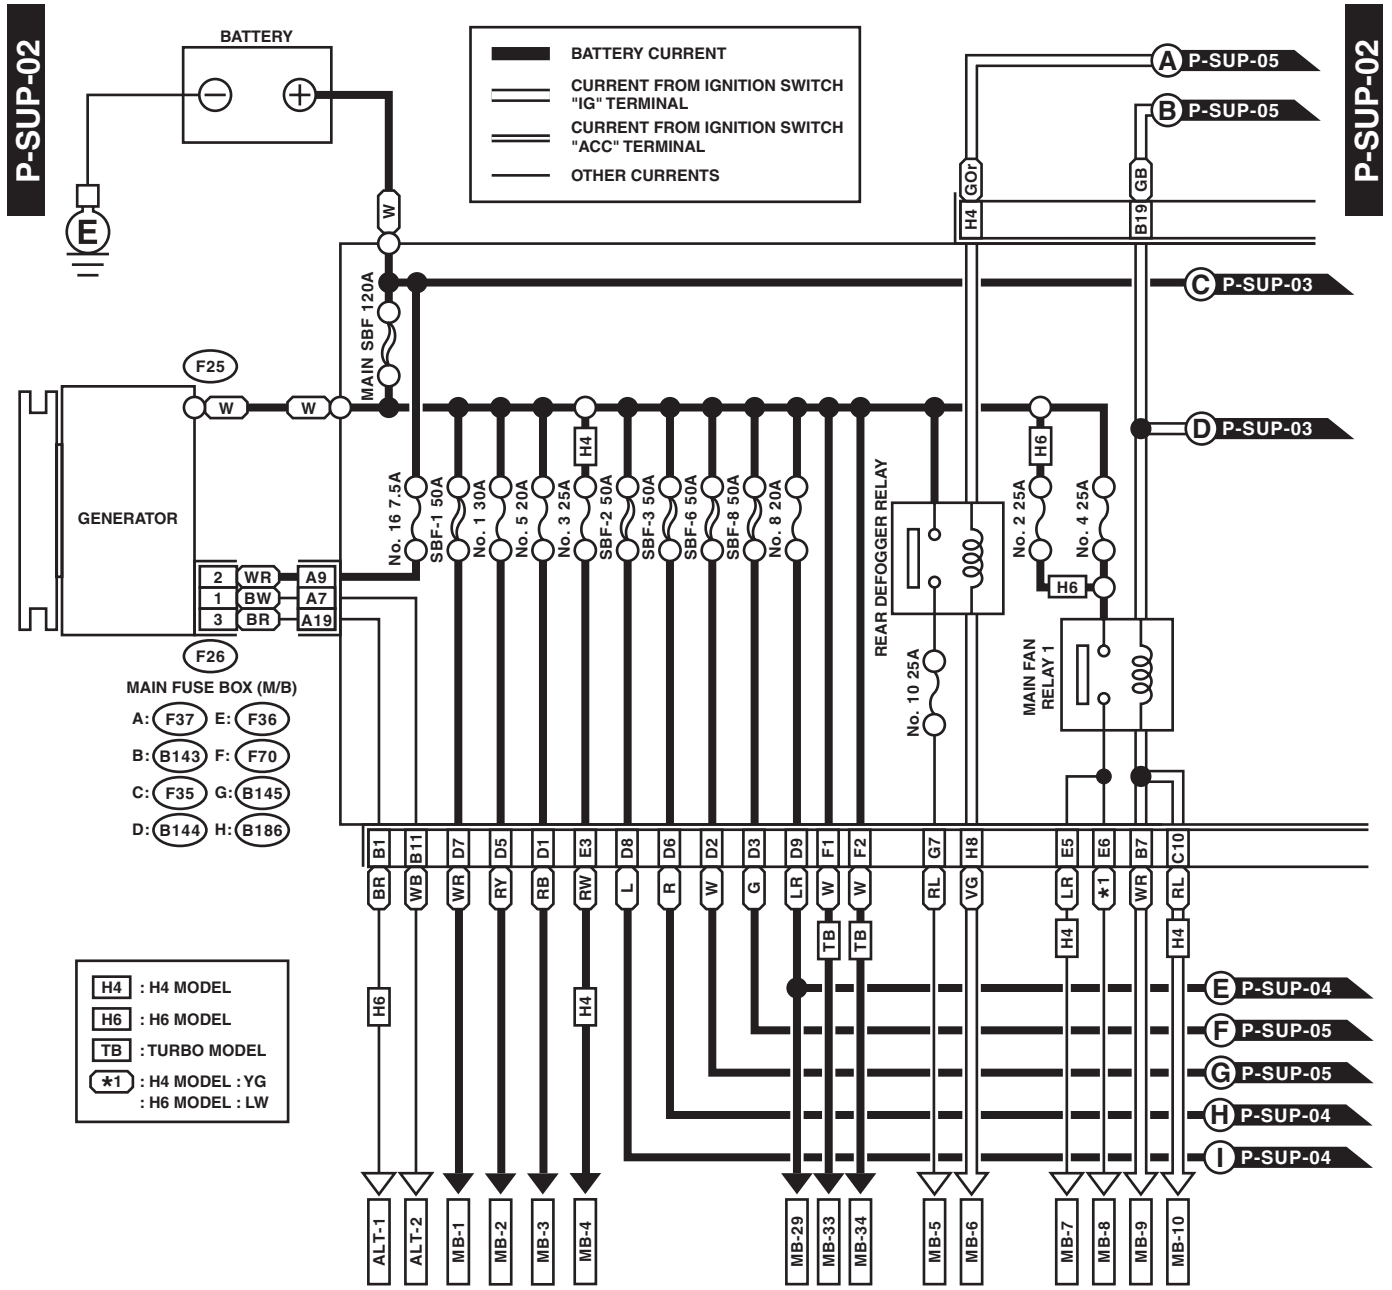 P-SUP-02
BATTERY
BATTERY CURRENT
CURRENT FROM IGNITION SWITCH
"IG" TERMINAL
CURRENT FROM IGNITION SWITCH
"ACC" TERMINAL
OTHER CURRENTS
A P-SUP-05
B P-SUP-05
P-SUP-02
E
W
GOr
GB
H4
B19
C P-SUP-03
MAIN SBF 120A
F25
W
W
D P-SUP-03
H4
H6
GENERATOR
No. 16 7.5A
SBF-1 50A
No. 1 30A
No. 5 20A
No. 3 25A
SBF-2 50A
SBF-3 50A
SBF-6 50A
SBF-8 50A
No. 8 20A
REAR DEFOGGER RELAY
No. 2 25A
No. 4 25A
H6
2 WR A9
1 BW A7
3 BR A19
F26
No. 10 25A
MAIN FAN
RELAY 1
MAIN FUSE BOX (M/B)
A: F37 E: F36
B: B143 F: F70
C: F35 G: B145
D: B144 H: B186
B1 B11 D7 D5 D1 E3 D8 D6 D2 D3 D9 F1 F2 G7 H8 E5 E6 B7 C10
BR WB WR RY RB RW L R W G LR W W RL VG LR *1 WR RL
TB TB H4 H4
H6 H4
H4 : H4 MODEL
H6 : H6 MODEL
TB : TURBO MODEL
*1 : H4 MODEL : YG
: H6 MODEL : LW
E P-SUP-04
F P-SUP-05
G P-SUP-05
H P-SUP-04
I P-SUP-04
ALT-1 ALT-2 MB-1 MB-2 MB-3 MB-4 MB-29 MB-33 MB-34 MB-5 MB-6 MB-7 MB-8 MB-9 MB-10